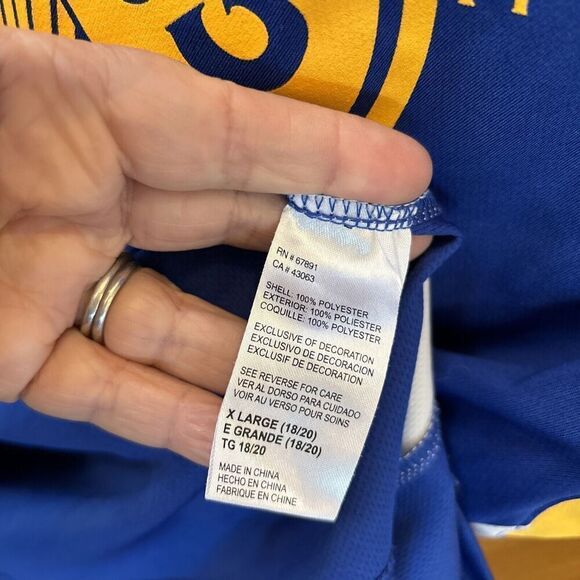 RN # 67891
CA # 43063
SHELL: 100% POLYESTER
EXTERIOR: 100% POLIESTER
COQUILLE: 100% POLYESTER
EXCLUSIVE OF DECORATION
EXCLUSIVO DE DECORACION
EXCLUSIF DE DECORATION
SEE REVERSE FOR CARE
VER AL DORSO PARA CUIDADO
VOIR AU VERSO POUR SOINS
X LARGE (18/20)
E GRANDE (18/20)
TG 18/20
MADE IN CHINA
HECHO EN CHINA
FABRIQUE EN CHINE